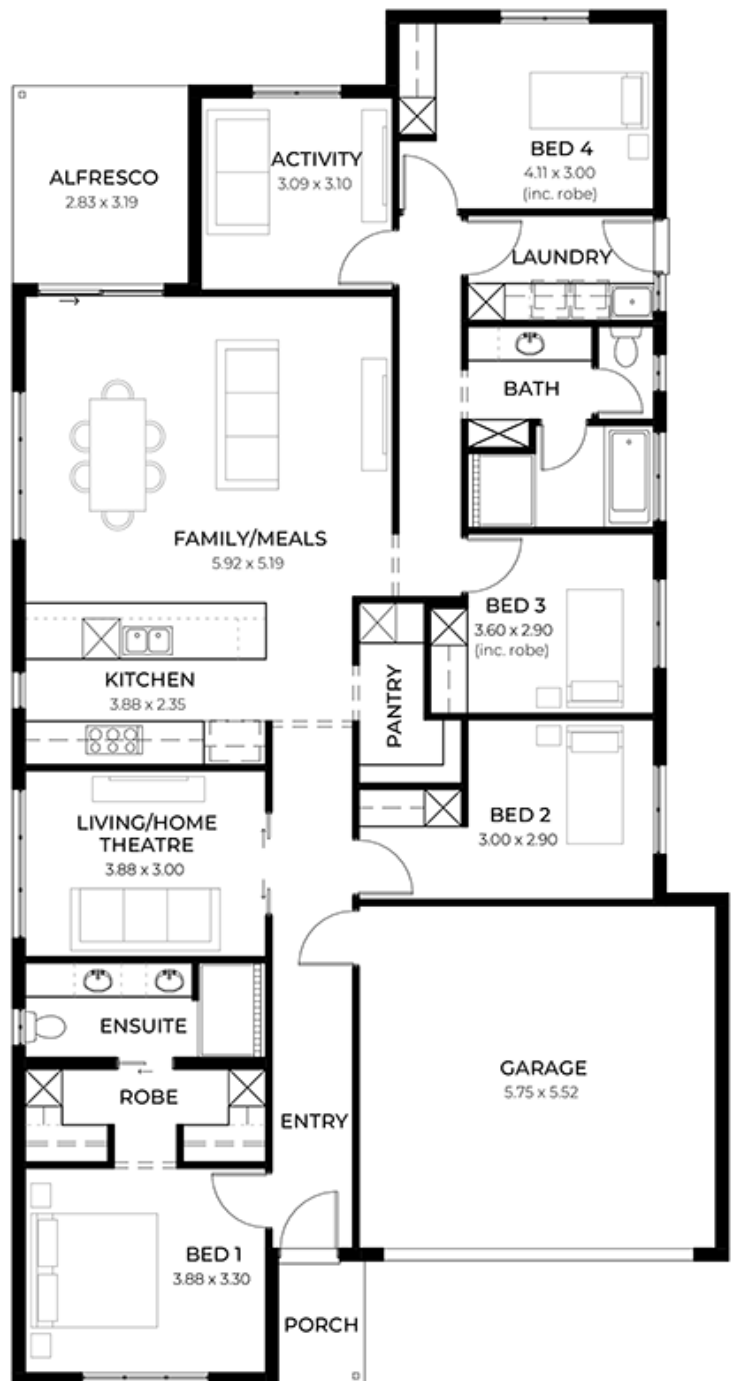 BED 4
4.11 x 3.00
(inc. robe)
ACTIVITY
3.09 x 3.10
ALFRESCO
2.83 x 3.19
LAUNDRY
BATH
FAMILY/MEALS
5.92 x 5.19
BED 3
3.60 x 2.90
(inc. robe)
KITCHEN
3.88 x 2.35
PANTRY
LIVING/HOME
THEATRE
3.88 x 3.00
BED 2
3.00 x 2.90
ENSUITE
ROBE
GARAGE
5.75 x 5.52
ENTRY
BED 1
3.88 x 3.30
PORCH